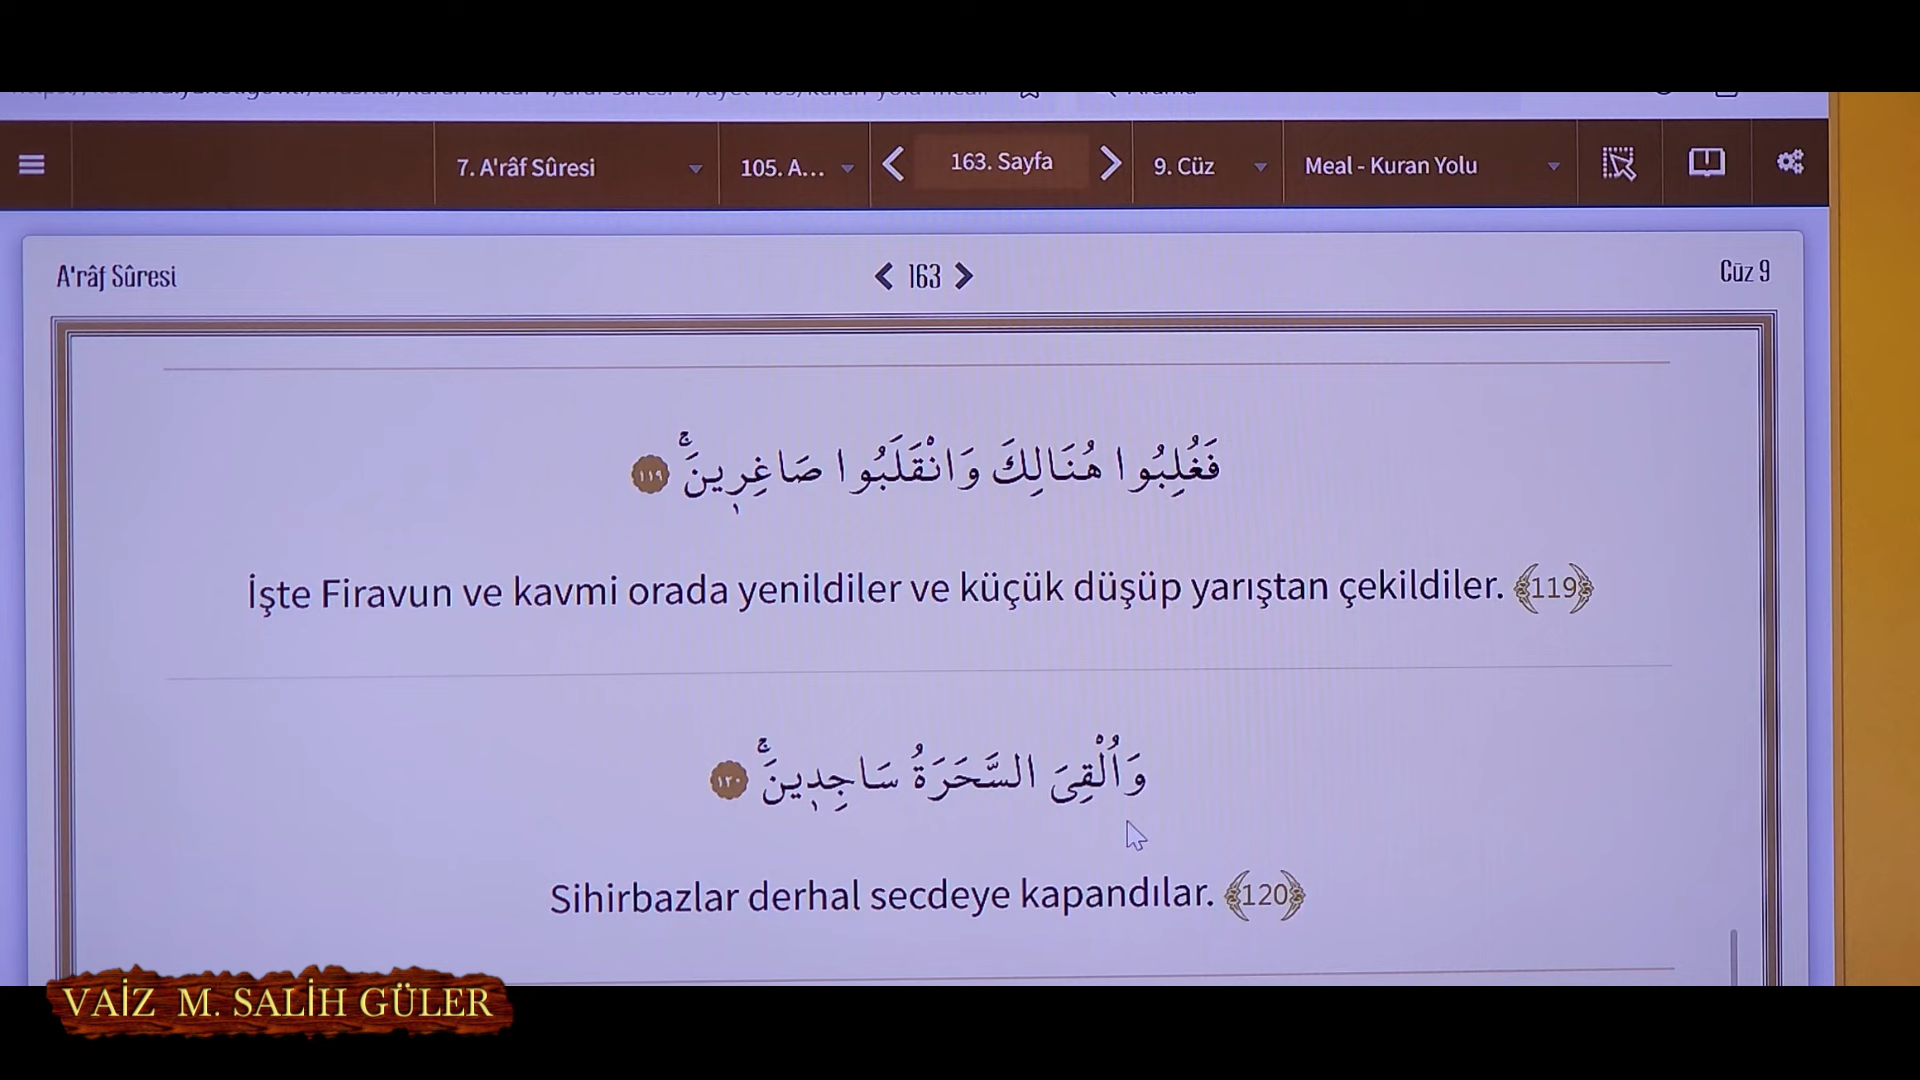 7. A'râf Sûresi
105. A...
163. Sayfa
9. Cüz
Meal - Kuran Yolu
A'râf Sûresi
163
Cüz 9
فَغُلِبُوا هُنَالِكَ وَانْقَلَبُوا صَاغِر۪ينَۚ ١١٩
İşte Firavun ve kavmi orada yenildiler ve küçük düşüp yarıştan çekildiler. ﴾119﴿
وَاُلْقِيَ السَّحَرَةُ سَاجِد۪ينَۚ ١٢٠
Sihirbazlar derhal secdeye kapandılar. ﴾120﴿
VAİZ M. SALİH GÜLER